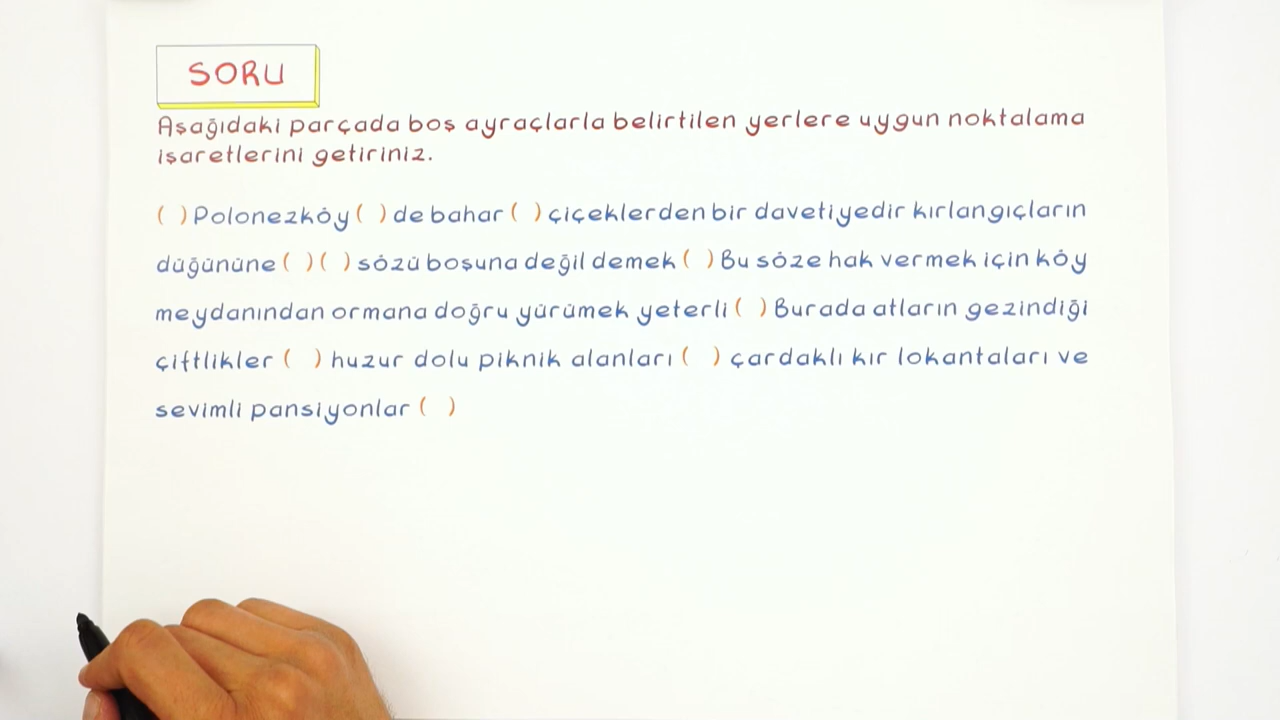 SORU
Aşağıdaki parçada boş ayraçlarla belirtilen yerlere uygun noktalama
işaretlerini getiriniz.
( ) Polonezköy ( ) de bahar ( ) çiçeklerden bir davetiyedir kırlangıçların
düğününe ( ) ( ) sözü boşuna değil demek ( ) Bu söze hak vermek için köy
meydanından ormana doğru yürümek yeterli ( ) Burada atların gezindiği
çiftlikler ( ) huzur dolu piknik alanları ( ) çardaklı kır lokantaları ve
sevimli pansiyonlar ( )